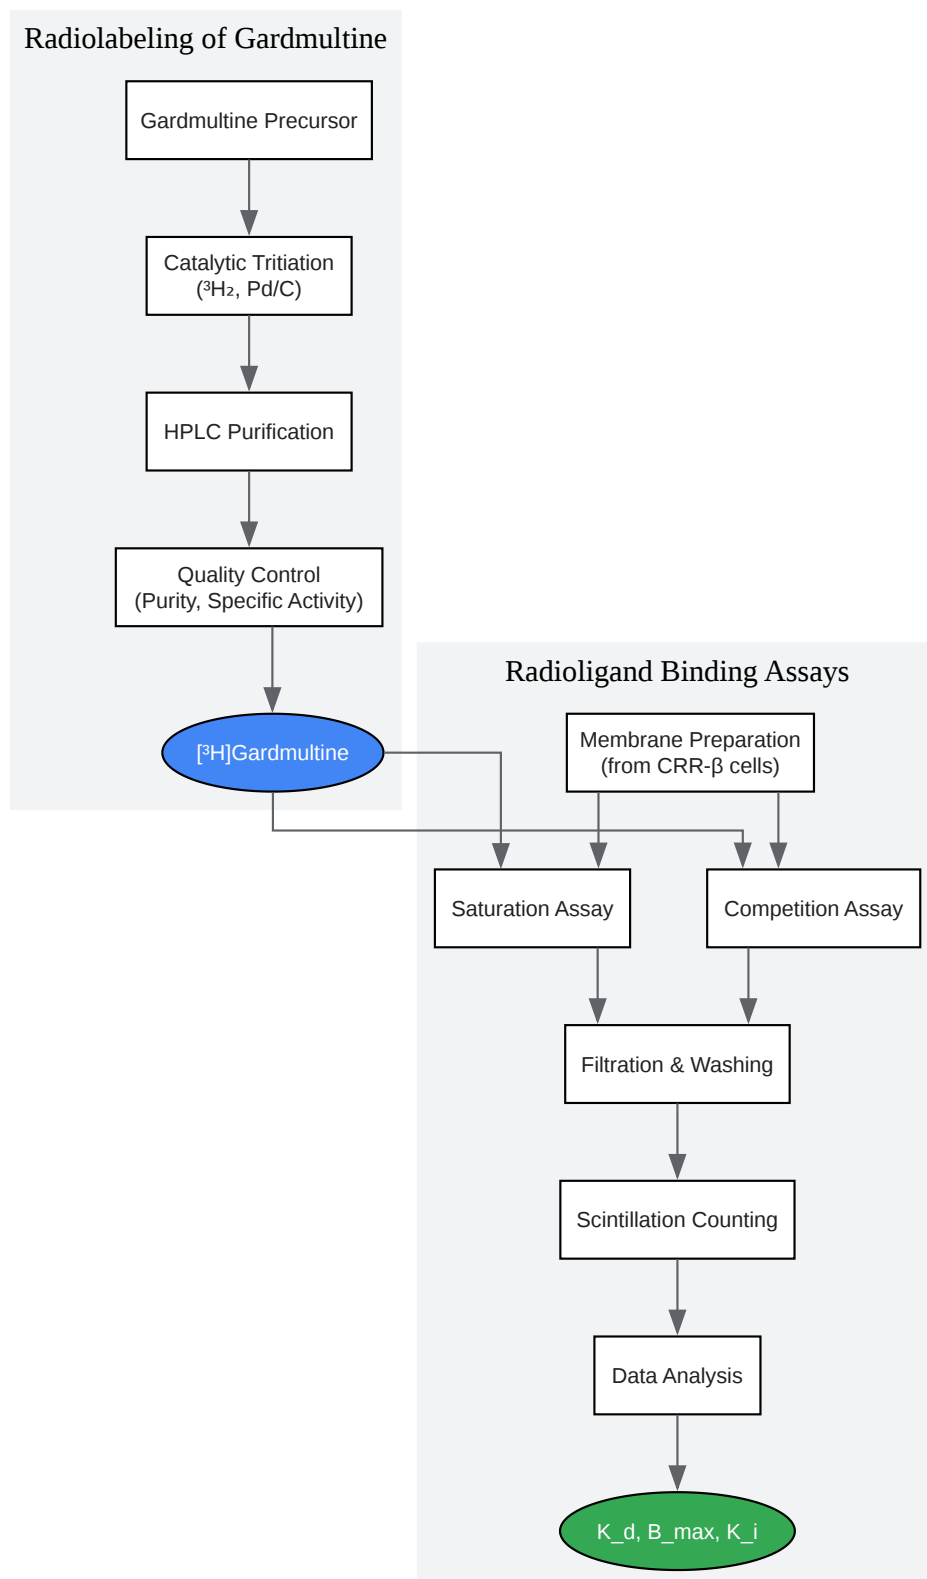 Radiolabeling of Gardmultine
Gardmultine Precursor
Catalytic Tritiation
(³H₂, Pd/C)
HPLC Purification
Quality Control
(Purity, Specific Activity)
[³H]Gardmultine
Radioligand Binding Assays
Membrane Preparation
(from CRR-β cells)
Saturation Assay
Competition Assay
Filtration & Washing
Scintillation Counting
Data Analysis
K_d, B_max, K_i